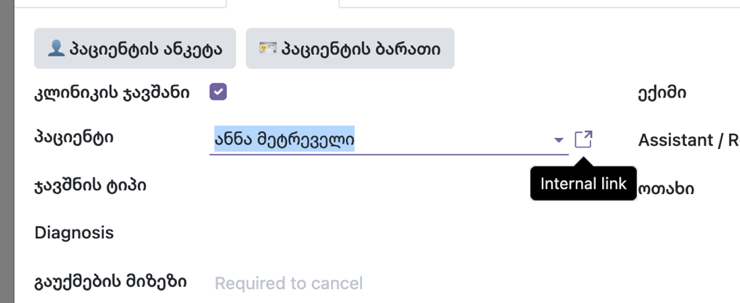 პაციენტის ანკეტა პაციენტის ბარათი
კლინიკის ჯავშანი ექიმი
პაციენტი ანნა მეტრეველი Assistant / R
Internal link
ჯავშნის ტიპი ოთახი
Diagnosis
გაუქმების მიზეზი Required to cancel